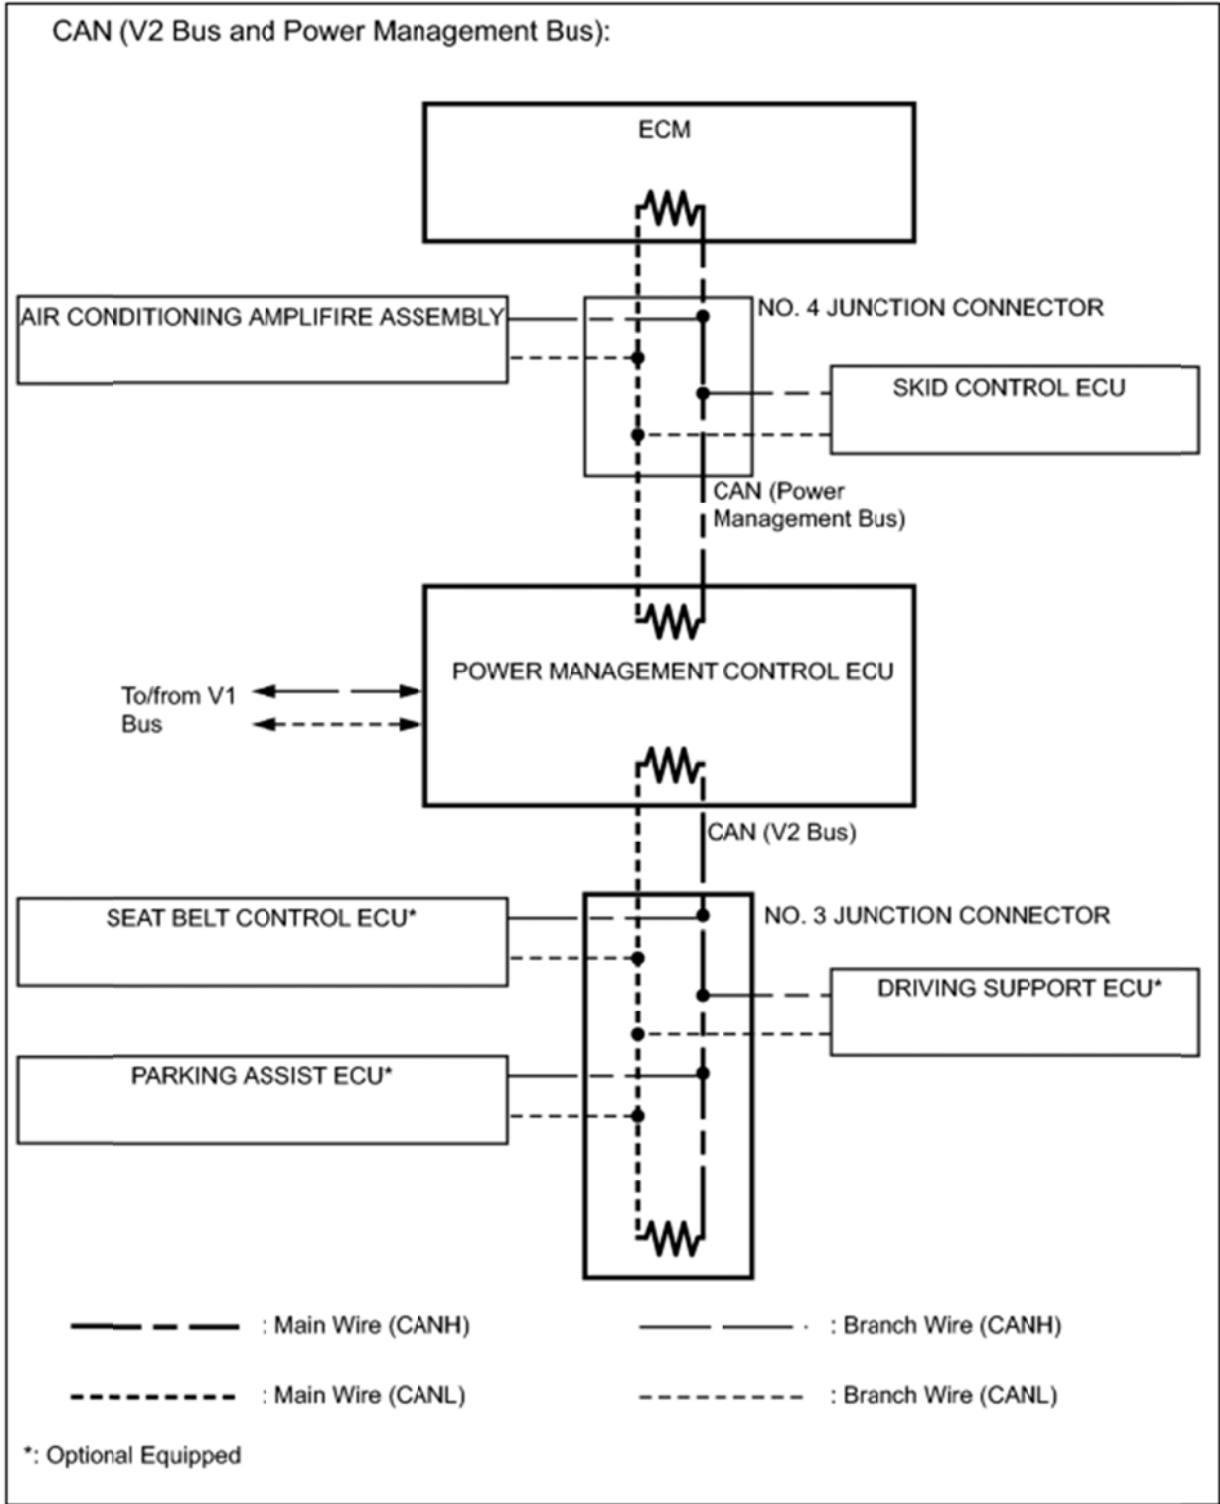 CAN (V2 Bus and Power Management Bus):
ECM
AIR CONDITIONING AMPLIFIRE ASSEMBLY
NO. 4 JUNCTION CONNECTOR
SKID CONTROL ECU
CAN (Power
Management Bus)
POWER MANAGEMENT CONTROL ECU
To/from V1
Bus
CAN (V2 Bus)
SEAT BELT CONTROL ECU*
NO. 3 JUNCTION CONNECTOR
DRIVING SUPPORT ECU*
PARKING ASSIST ECU*
: Main Wire (CANH)
: Branch Wire (CANH)
: Main Wire (CANL)
: Branch Wire (CANL)
*: Optional Equipped